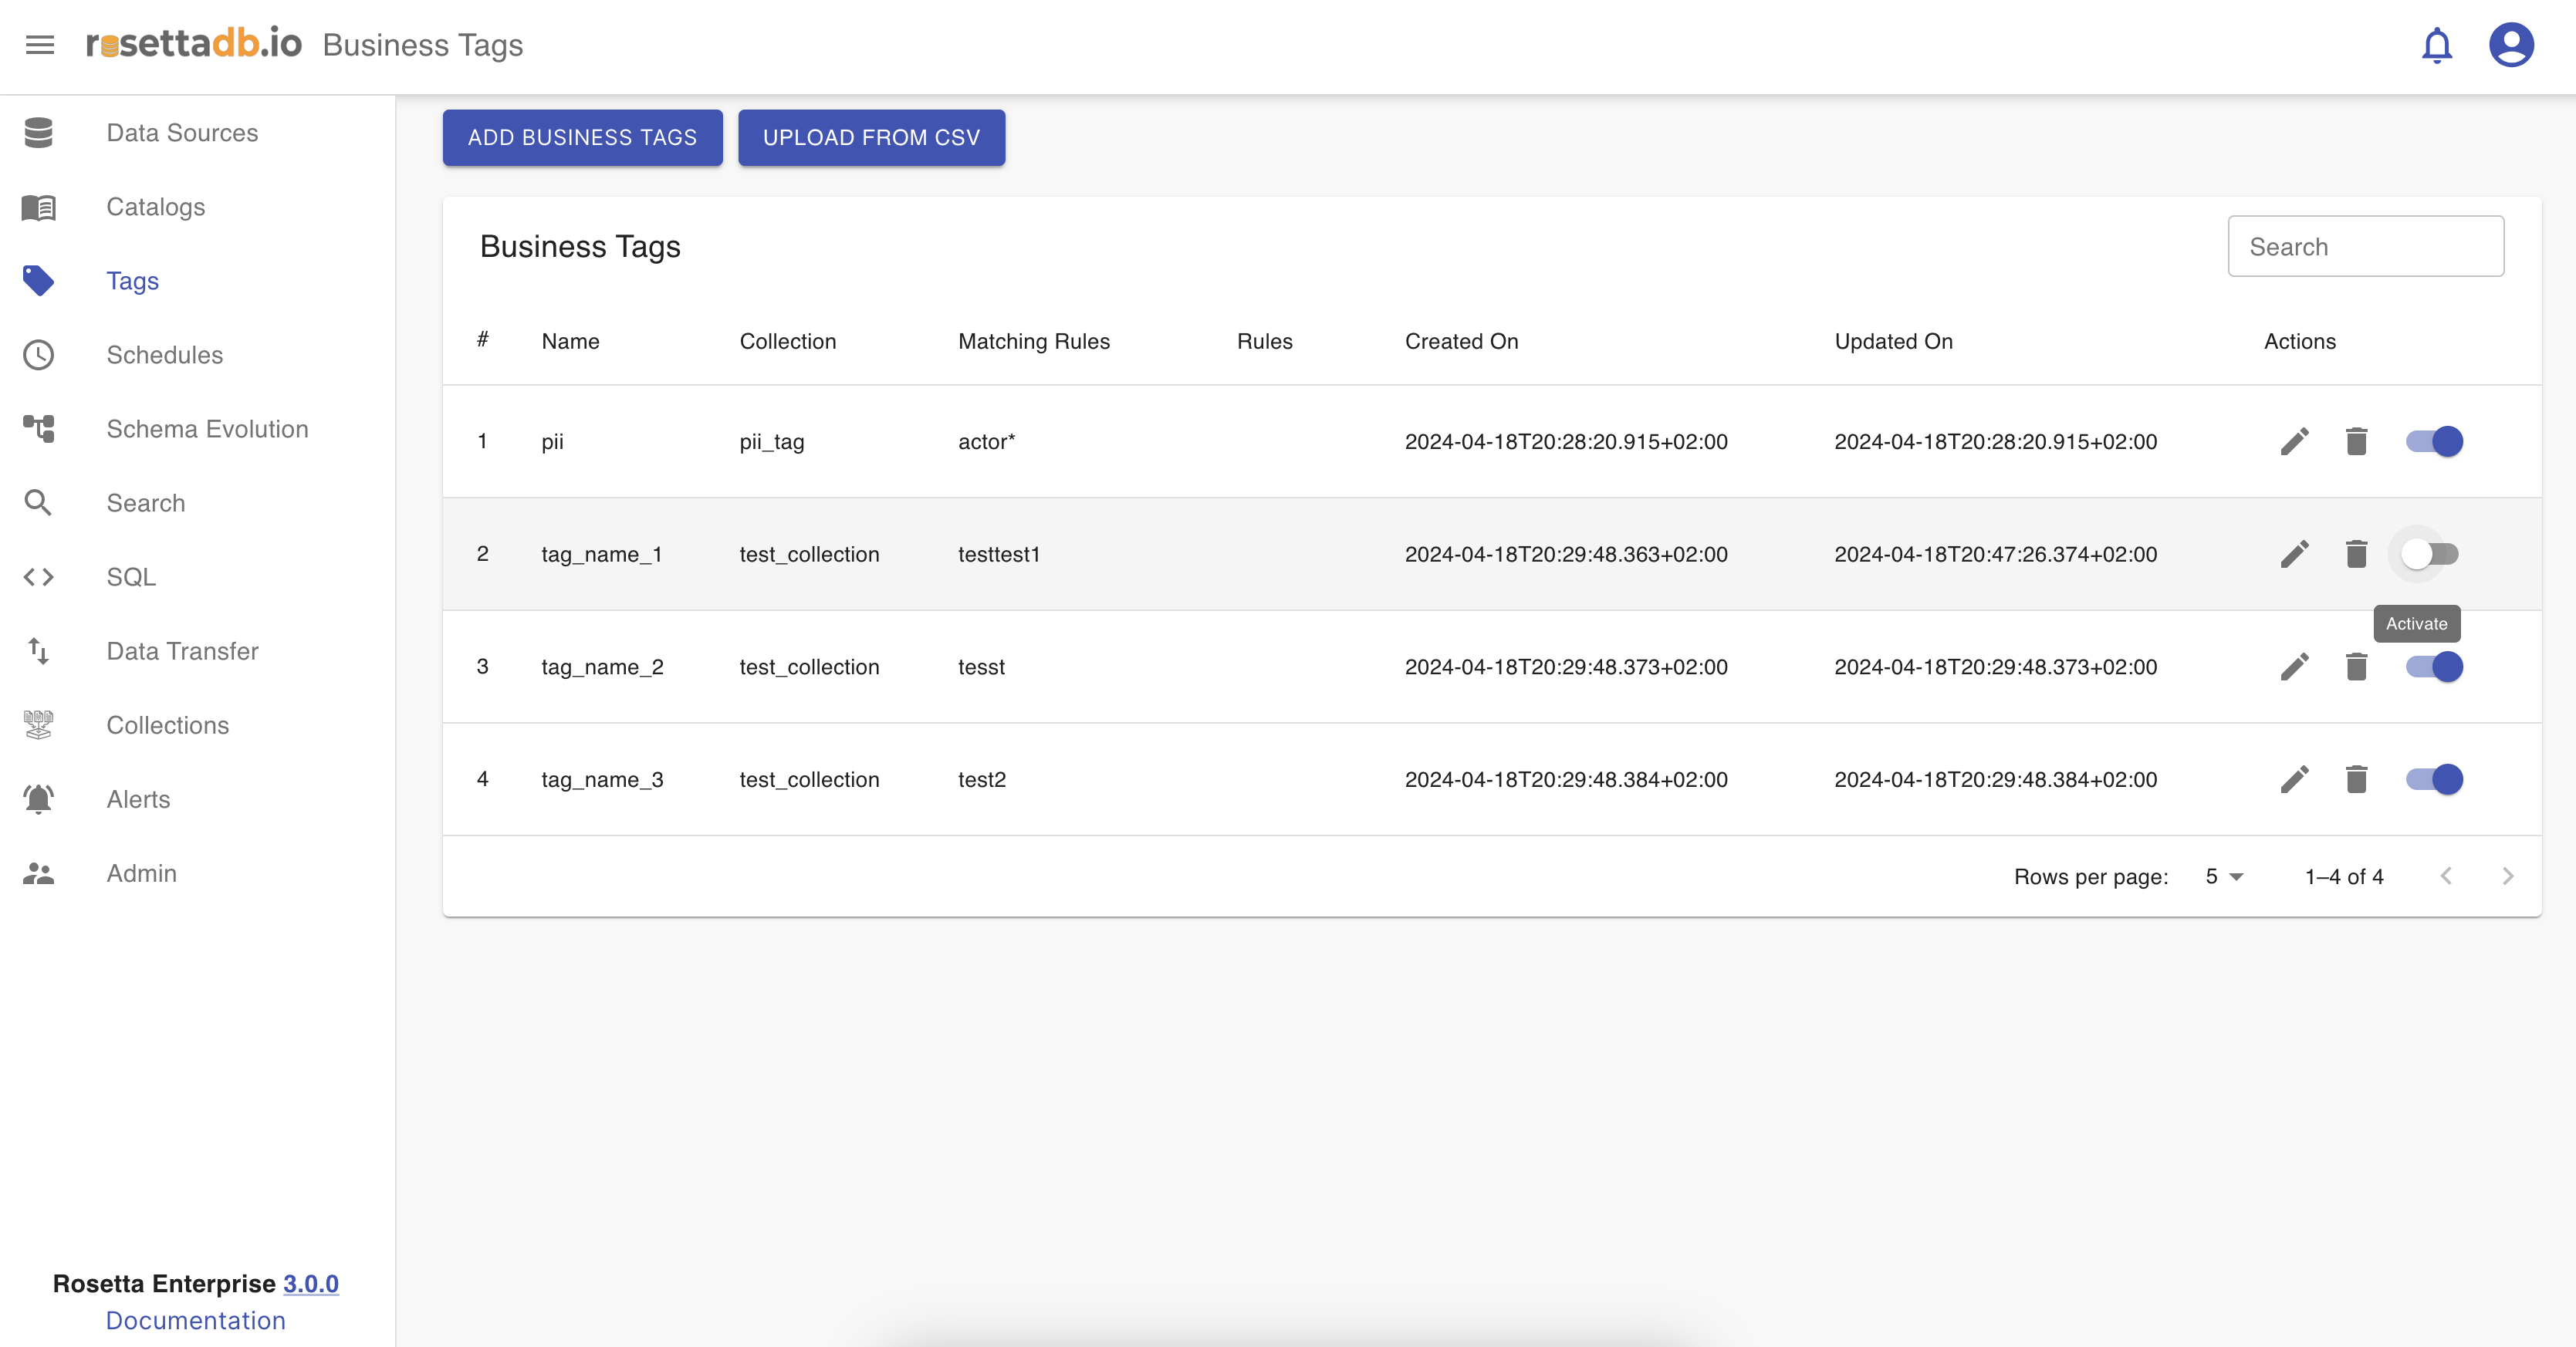 rosettadb.io Business Tags
Data Sources
Catalogs
Tags
Schedules
Schema Evolution
Search
SQL
Data Transfer
Collections
Alerts
Admin
Rosetta Enterprise 3.0.0
Documentation
ADD BUSINESS TAGS UPLOAD FROM CSV
Business Tags Search
# Name Collection Matching Rules Rules Created On Updated On Actions
1 pii pii_tag actor* 2024-04-18T20:28:20.915+02:00 2024-04-18T20:28:20.915+02:00
2 tag_name_1 test_collection testtest1 2024-04-18T20:29:48.363+02:00 2024-04-18T20:47:26.374+02:00
Activate
3 tag_name_2 test_collection tesst 2024-04-18T20:29:48.373+02:00 2024-04-18T20:29:48.373+02:00
4 tag_name_3 test_collection test2 2024-04-18T20:29:48.384+02:00 2024-04-18T20:29:48.384+02:00
Rows per page: 5 1–4 of 4